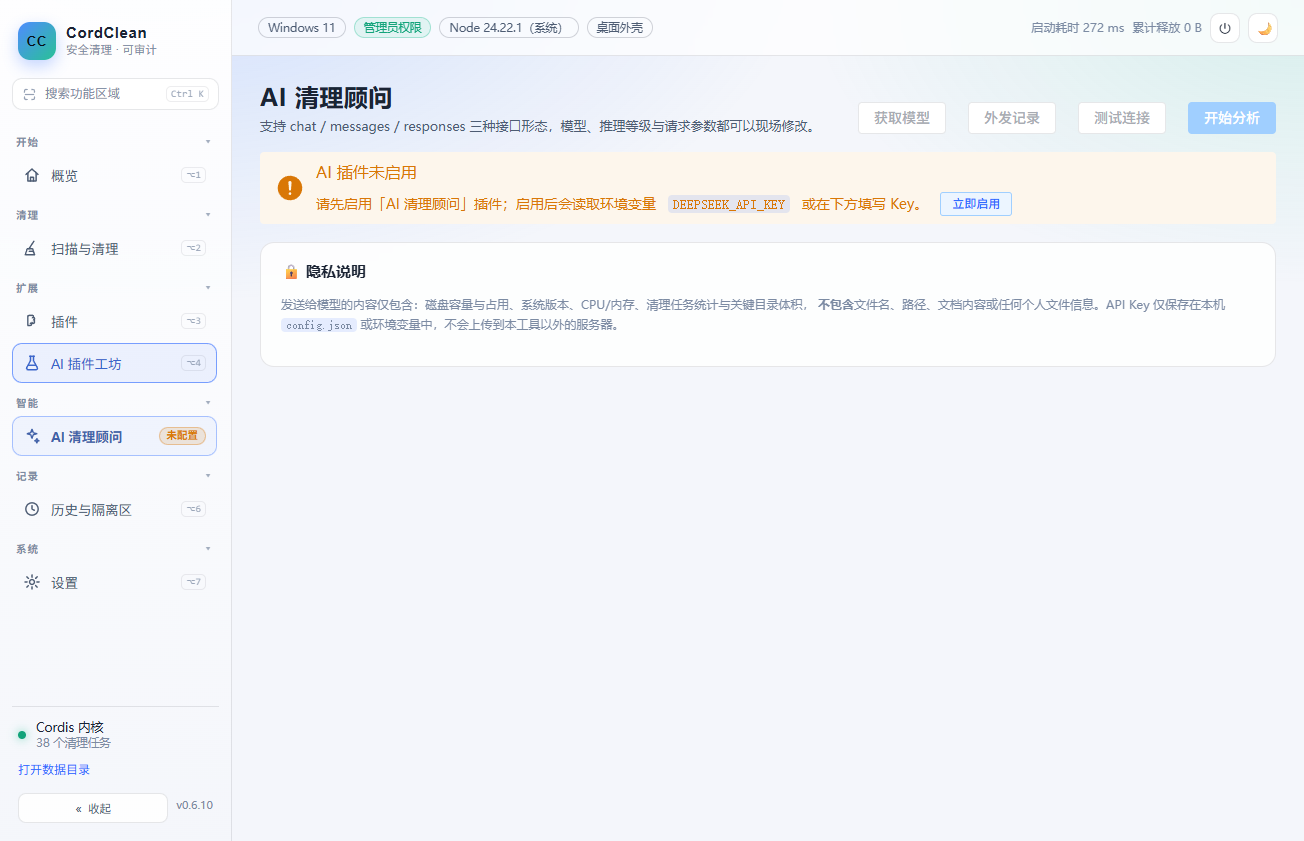 CC
CordClean
安全清理 · 可审计
搜索功能区域
Ctrl K
开始
概览
⌥1
清理
扫描与清理
⌥2
扩展
插件
⌥3
AI 插件工坊
⌥4
智能
AI 清理顾问
未配置
记录
历史与隔离区
⌥6
系统
设置
⌥7
Cordis 内核
38 个清理任务
打开数据目录
« 收起
v0.6.10
Windows 11
管理员权限
Node 24.22.1（系统）
桌面外壳
启动耗时 272 ms
累计释放 0 B
AI 清理顾问
支持 chat / messages / responses 三种接口形态，模型、推理等级与请求参数都可以现场修改。
获取模型
外发记录
测试连接
开始分析
AI 插件未启用
请先启用「AI 清理顾问」插件；启用后会读取环境变量 DEEPSEEK_API_KEY 或在下方填写 Key。
立即启用
隐私说明
发送给模型的内容仅包含：磁盘容量与占用、系统版本、CPU/内存、清理任务统计与关键目录体积， 不包含文件名、路径、文档内容或任何个人文件信息。API Key 仅保存在本机
config.json 或环境变量中，不会上传到本工具以外的服务器。